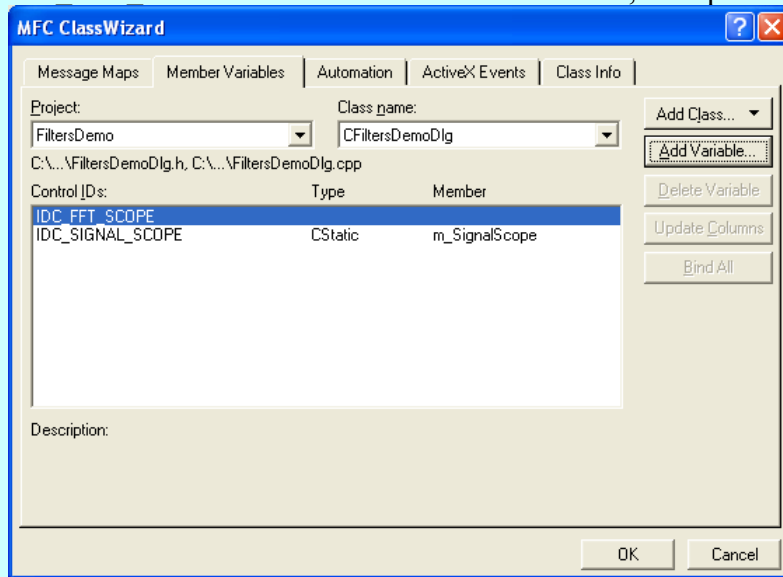 MFC ClassWizard
Message Maps Member Variables Automation ActiveX Events Class Info
Project: Class name:
FiltersDemo CFiltersDemoDlg
Add Class...
C:\...\FiltersDemoDlg.h, C:\...\FiltersDemoDlg.cpp
Add Variable...
Control IDs: Type Member
Delete Variable
IDC_FFT_SCOPE
IDC_SIGNAL_SCOPE CStatic m_SignalScope
Update Columns
Bind All
Description:
OK Cancel